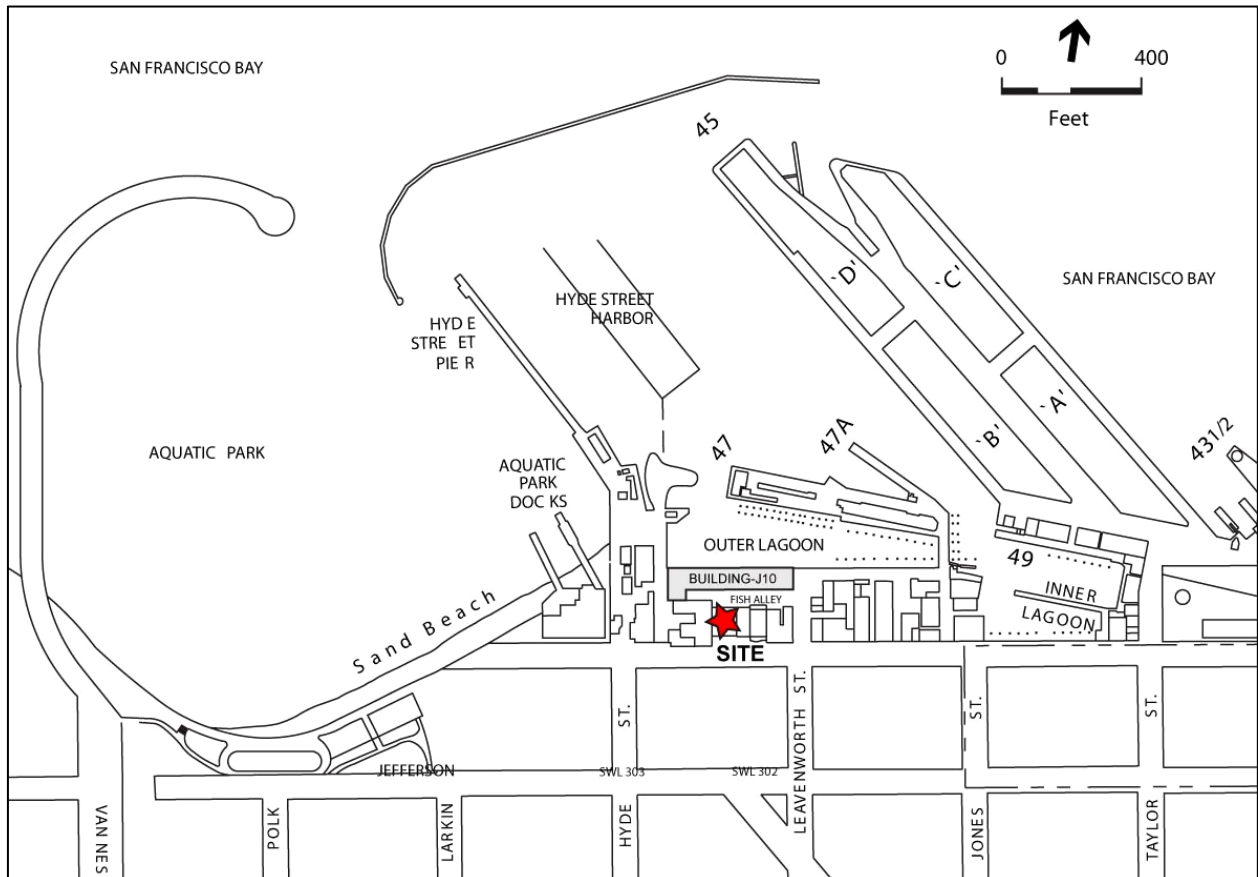 SAN FRANCISCO BAY
0 400
Feet
45
'D'
'C'
SAN FRANCISCO BAY
HYDE STREET
HARBOR
HYD E
STRE ET
PIE R
'A'
'B'
43 1/2
47
47A
AQUATIC PARK
AQUATIC
PARK
DOC KS
OUTER LAGOON
49
INNER
LAGOON
BUILDING-J10
FISH ALLEY
Sand Beach
SITE
ST.
LEAVENWORTH ST.
ST.
ST.
JEFFERSON
SWL 303
SWL 302
VAN NES
POLK
LARKIN
HYDE
JONES
TAYLOR